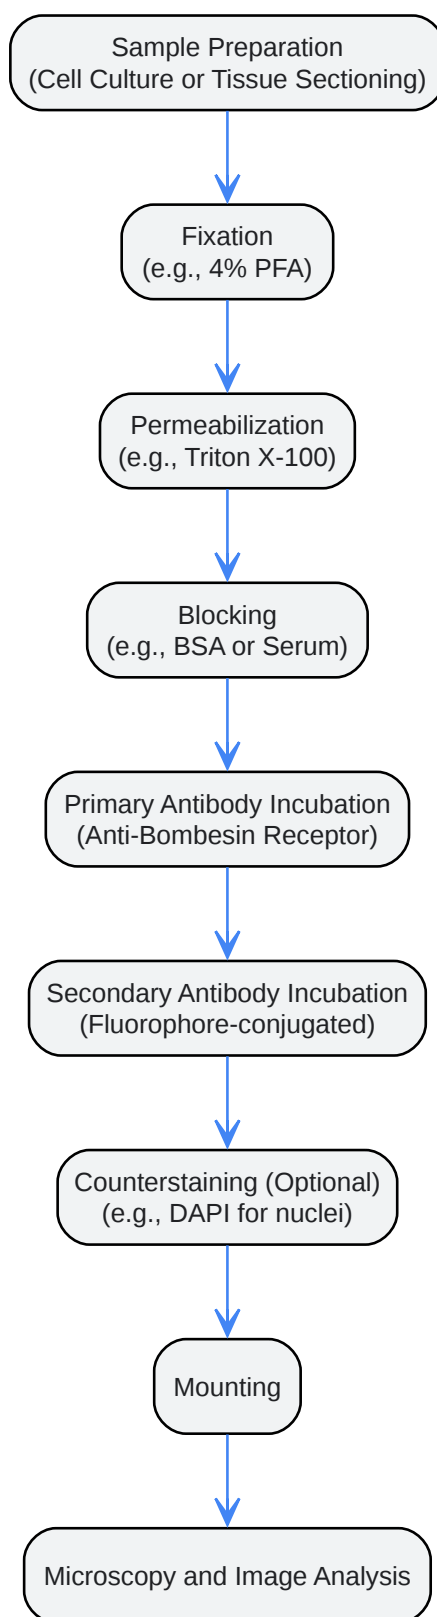 Sample Preparation
(Cell Culture or Tissue Sectioning)
Fixation
(e.g., 4% PFA)
Permeabilization
(e.g., Triton X-100)
Blocking
(e.g., BSA or Serum)
Primary Antibody Incubation
(Anti-Bombesin Receptor)
Secondary Antibody Incubation
(Fluorophore-conjugated)
Counterstaining (Optional)
(e.g., DAPI for nuclei)
Mounting
Microscopy and Image Analysis